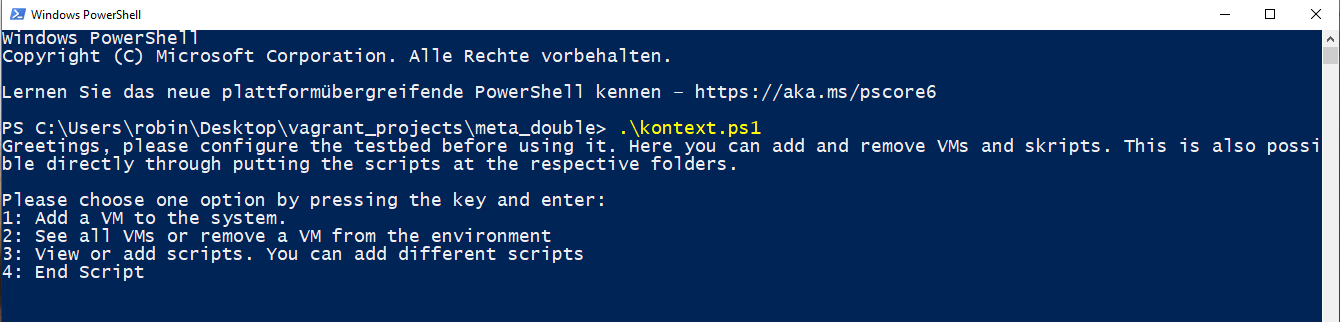 Windows PowerShell
Windows PowerShell
Copyright (C) Microsoft Corporation. Alle Rechte vorbehalten.
Lernen Sie das neue plattformübergreifende PowerShell kennen – https://aka.ms/pscore6
PS C:\Users\robin\Desktop\vagrant_projects\meta_double> .\kontext.ps1
Greetings, please configure the testbed before using it. Here you can add and remove VMs and skripts. This is also possi
ble directly through putting the scripts at the respective folders.
Please choose one option by pressing the key and enter:
1: Add a VM to the system.
2: See all VMs or remove a VM from the environment
3: View or add scripts. You can add different scripts
4: End Script